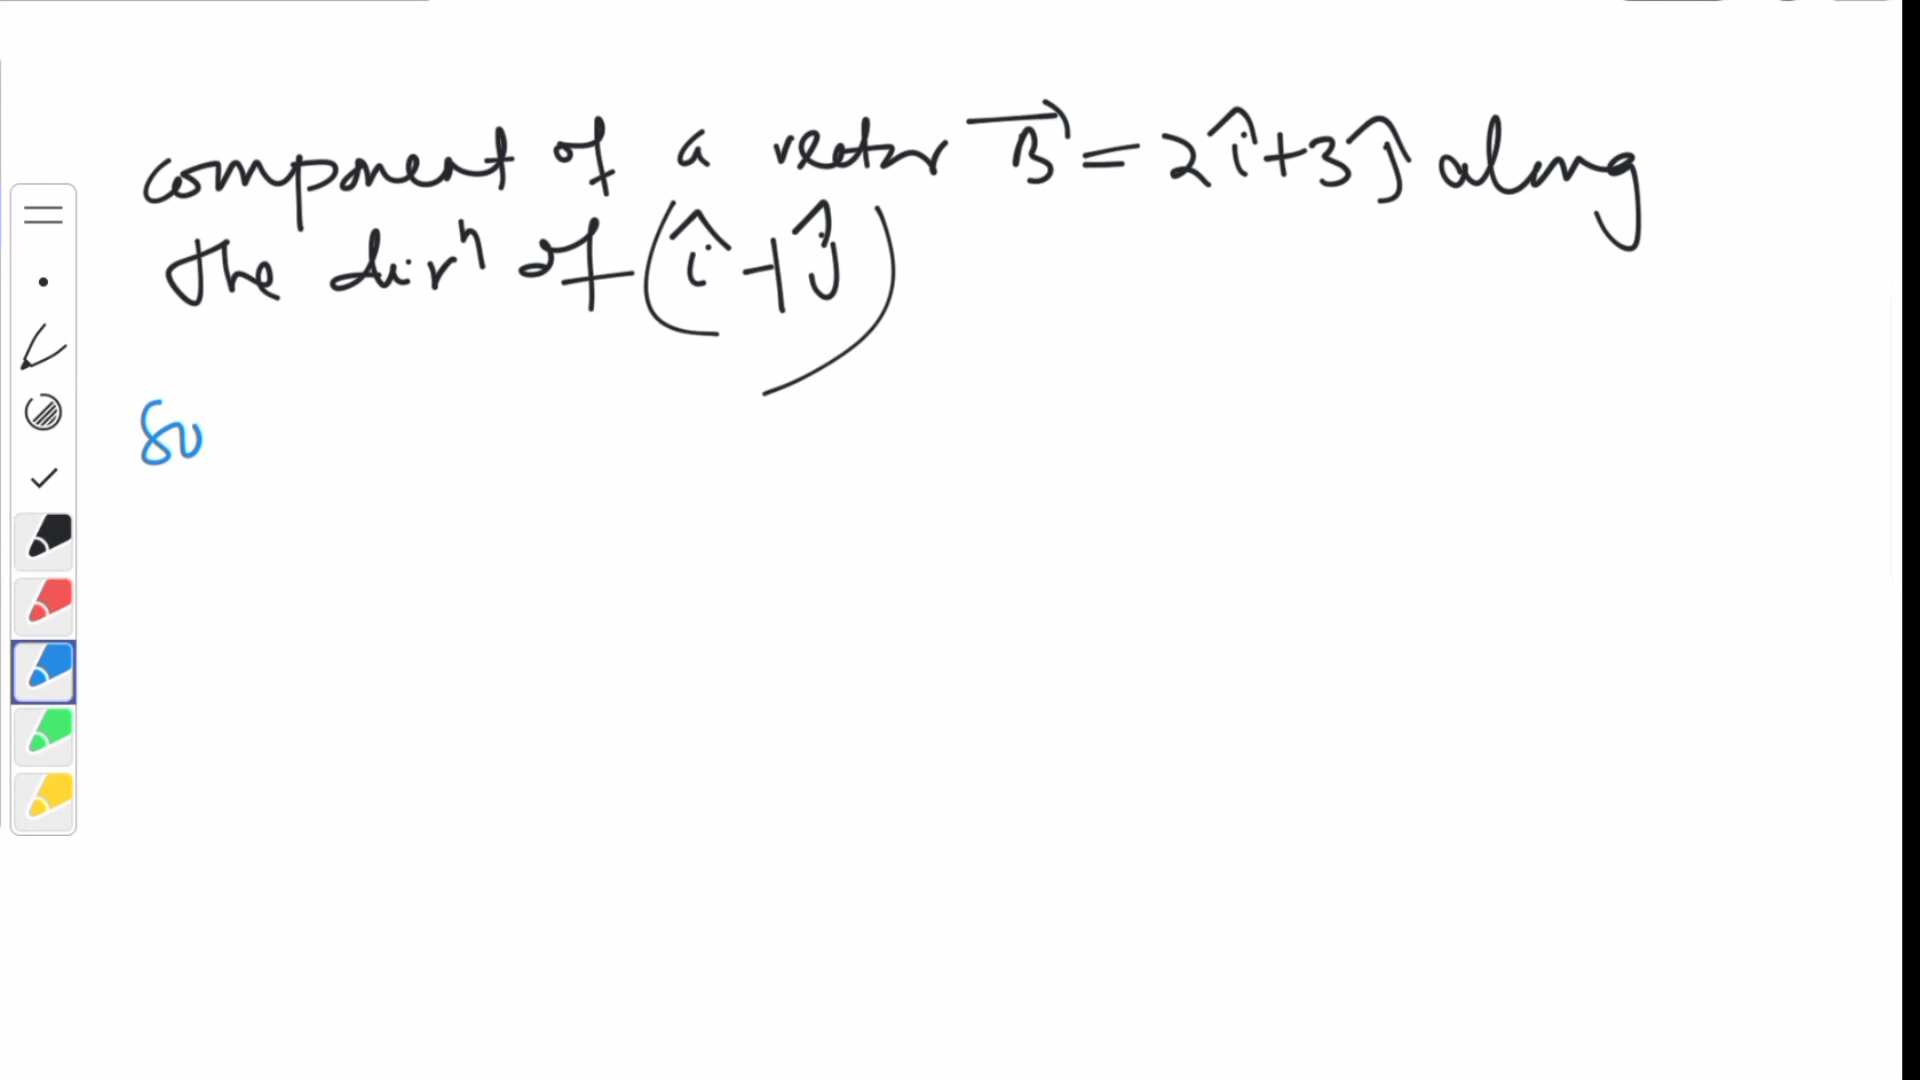 component of a vector B⃗ = 2î+3ĵ along
the dirⁿ of (î+ĵ)
So